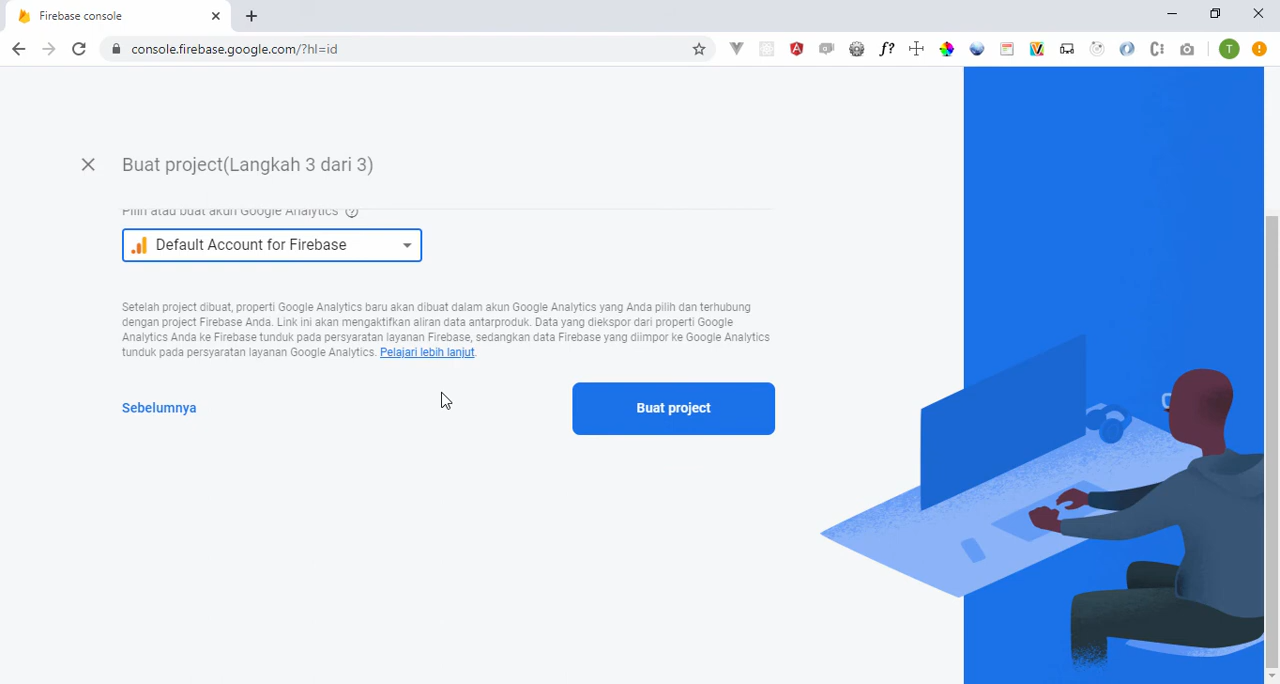 Firebase console
console.firebase.google.com/?hl=id
f?
T
Buat project(Langkah 3 dari 3)
Pilih atau buat akun Google Analytics ?
Default Account for Firebase
Setelah project dibuat, properti Google Analytics baru akan dibuat dalam akun Google Analytics yang Anda pilih dan terhubung
dengan project Firebase Anda. Link ini akan mengaktifkan aliran data antarproduk. Data yang diekspor dari properti Google
Analytics Anda ke Firebase tunduk pada persyaratan layanan Firebase, sedangkan data Firebase yang diimpor ke Google Analytics
tunduk pada persyaratan layanan Google Analytics. Pelajari lebih lanjut.
Sebelumnya
Buat project